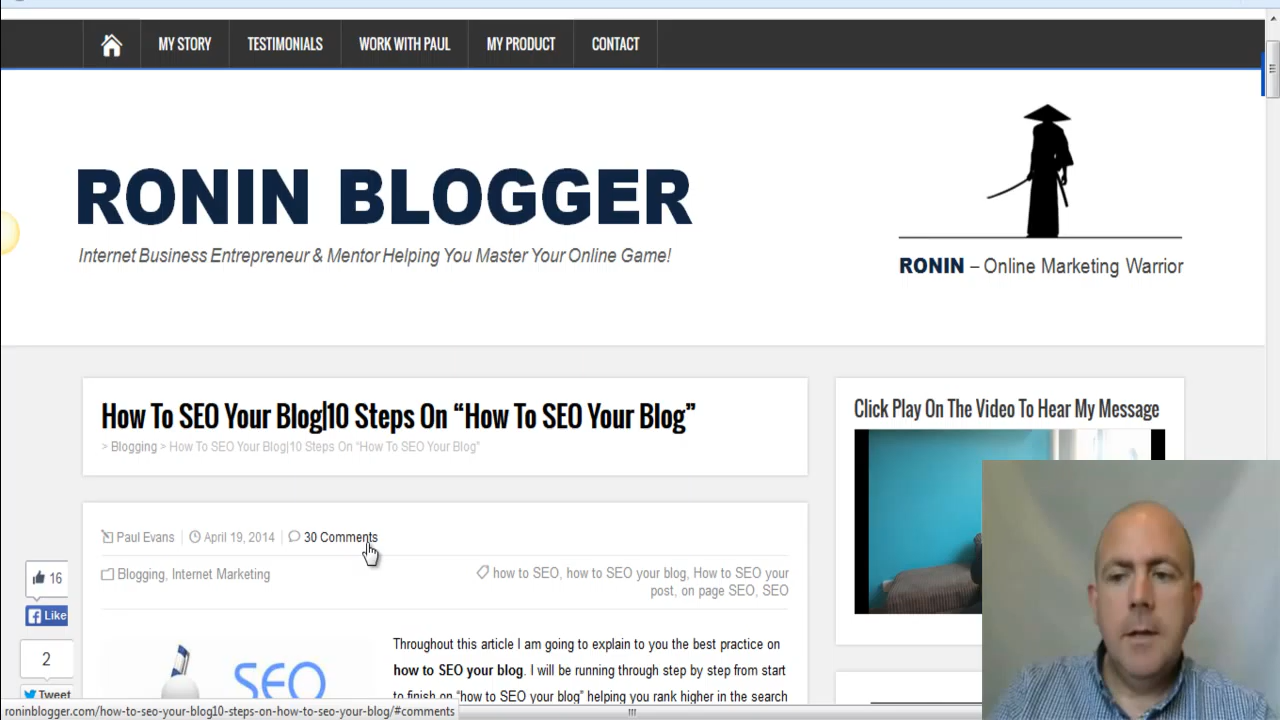 MY STORY
TESTIMONIALS
WORK WITH PAUL
MY PRODUCT
CONTACT
RONIN BLOGGER
Internet Business Entrepreneur & Mentor Helping You Master Your Online Game!
RONIN – Online Marketing Warrior
How To SEO Your Blog|10 Steps On “How To SEO Your Blog”
> Blogging > How To SEO Your Blog|10 Steps On “How To SEO Your Blog”
Click Play On The Video To Hear My Message
Paul Evans
April 19, 2014
30 Comments
Blogging, Internet Marketing
how to SEO, how to SEO your blog, How to SEO your
post, on page SEO, SEO
16
Like
2
Tweet
SEO
Throughout this article I am going to explain to you the best practice on
how to SEO your blog. I will be running through step by step from start
to finish on “how to SEO your blog” helping you rank higher in the search
roninblogger.com/how-to-seo-your-blog10-steps-on-how-to-seo-your-blog/#comments